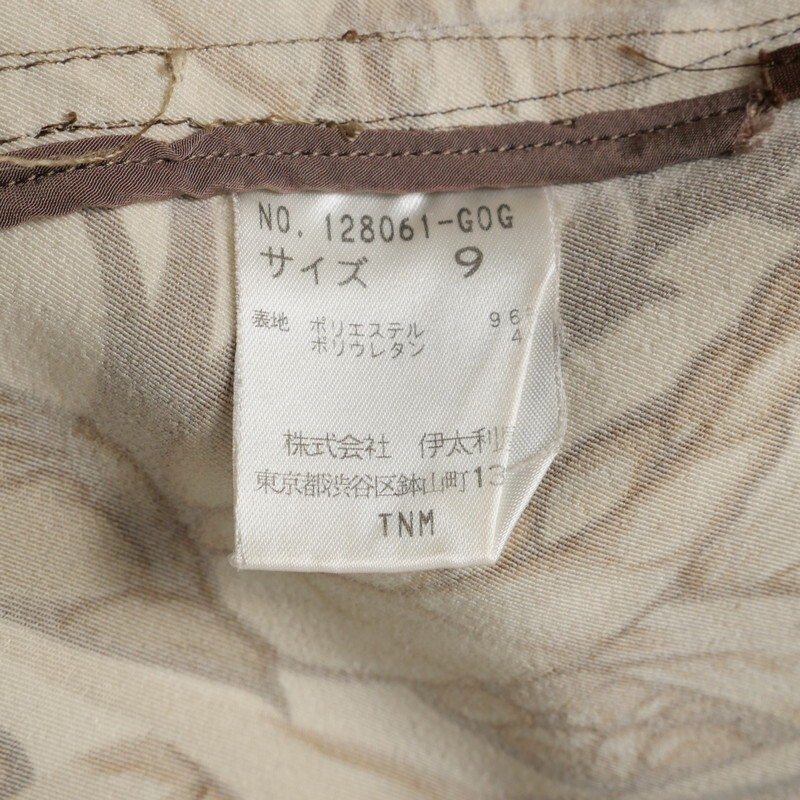 NO. 128061-GOG
サイズ 9
表地 ポリエステル 96
ポリウレタン 4
株式会社 伊太利
東京都渋谷区鉢山町13
TNM